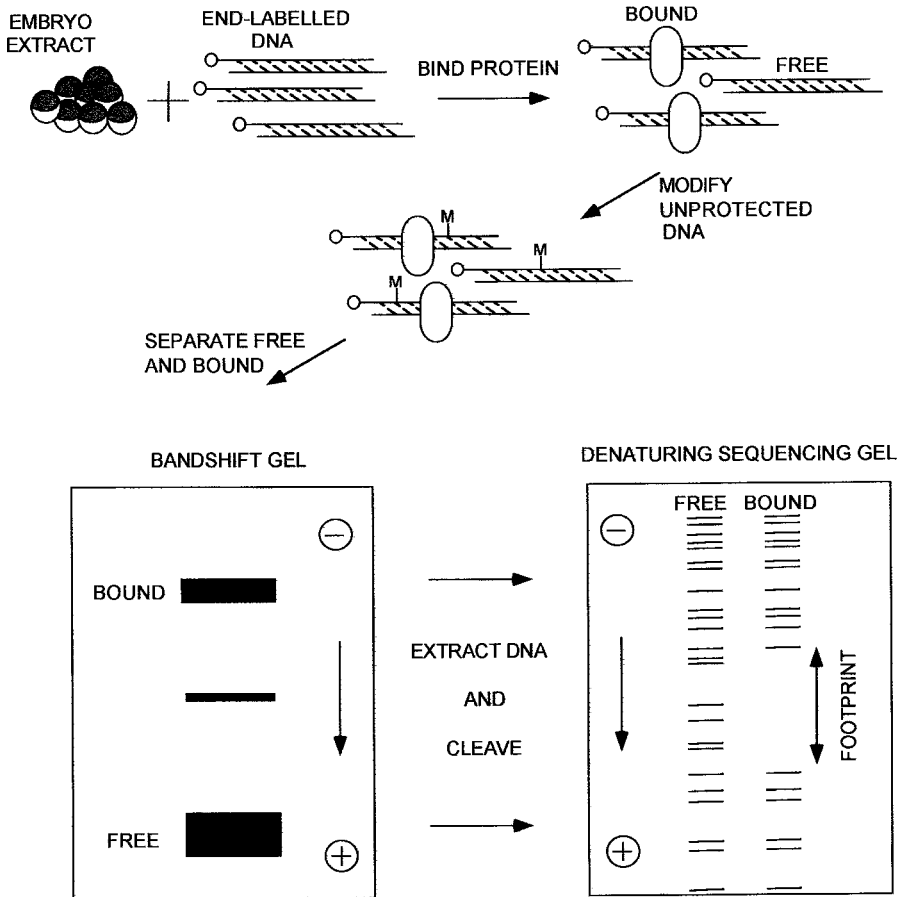 EMBRYO
EXTRACT
END-LABELLED
DNA
BIND PROTEIN
BOUND
FREE
MODIFY
UNPROTECTED
DNA
M
M
M
SEPARATE FREE
AND BOUND
BANDSHIFT GEL
BOUND
FREE
−
+
EXTRACT DNA
AND
CLEAVE
DENATURING SEQUENCING GEL
FREE BOUND
−
+
FOOTPRINT